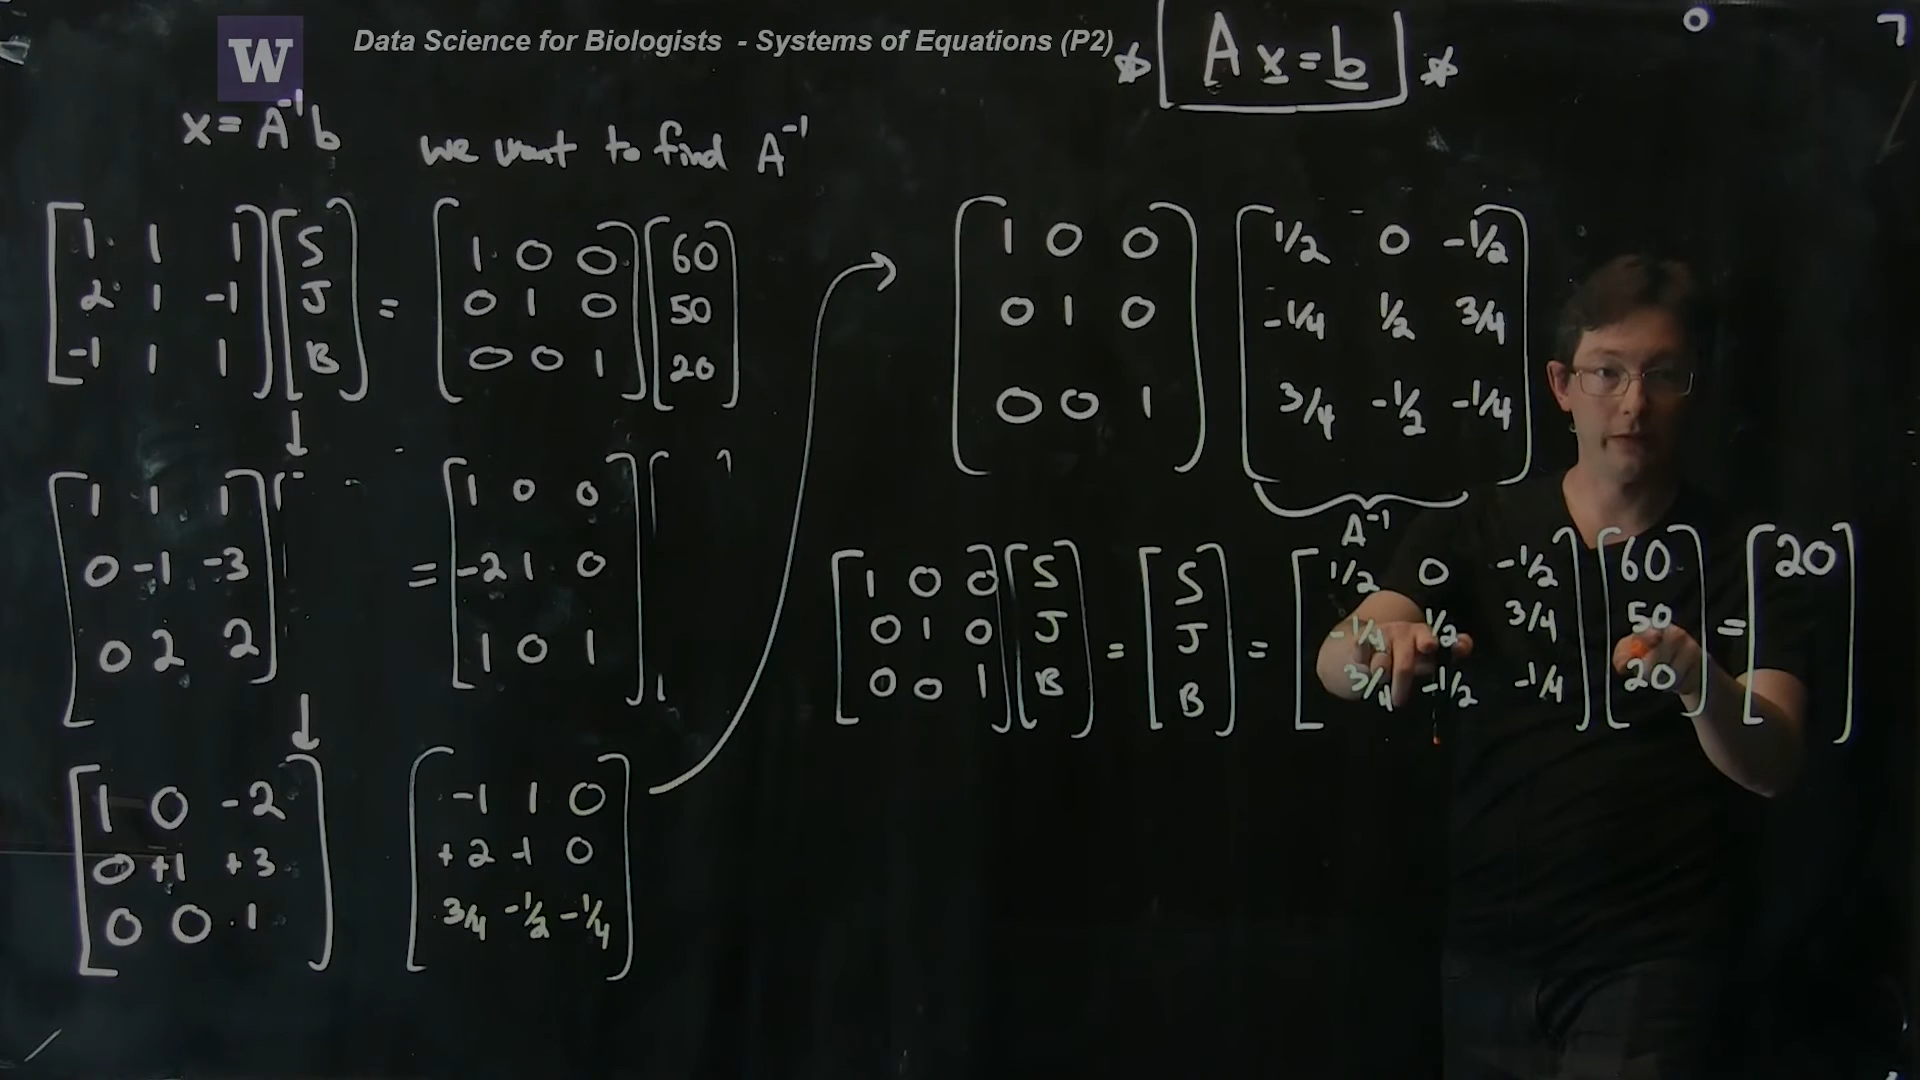 W
Data Science for Biologists - Systems of Equations (P2)
* [ A x = b ] *
0 7
x = A⁻¹b we want to find A⁻¹
[1 1 1] [S] [1 0 0] [60]
[2 1 -1] [J] = [0 1 0] [50]
[-1 1 1] [B] [0 0 1] [20]
[1 1 1] [1 0 0]
[0 -1 -3] = [-2 1 0]
[0 2 2] [1 0 1]
[1 0 -2] [-1 1 0]
[0 +1 +3] [+2 -1 0]
[0 0 1] [3/4 -1/2 -1/4]
[1 0 0] [1/2 0 -1/2]
[0 1 0] [-1/4 1/2 3/4]
[0 0 1] [3/4 -1/2 -1/4]
A⁻¹
[1 0 0] [S] [S] [1/2 0 -1/2] [60] [20]
[0 1 0] [J] = [J] = [-1/4 1/2 3/4] [50] =
[0 0 1] [B] [B] [3/4 -1/2 -1/4] [20]